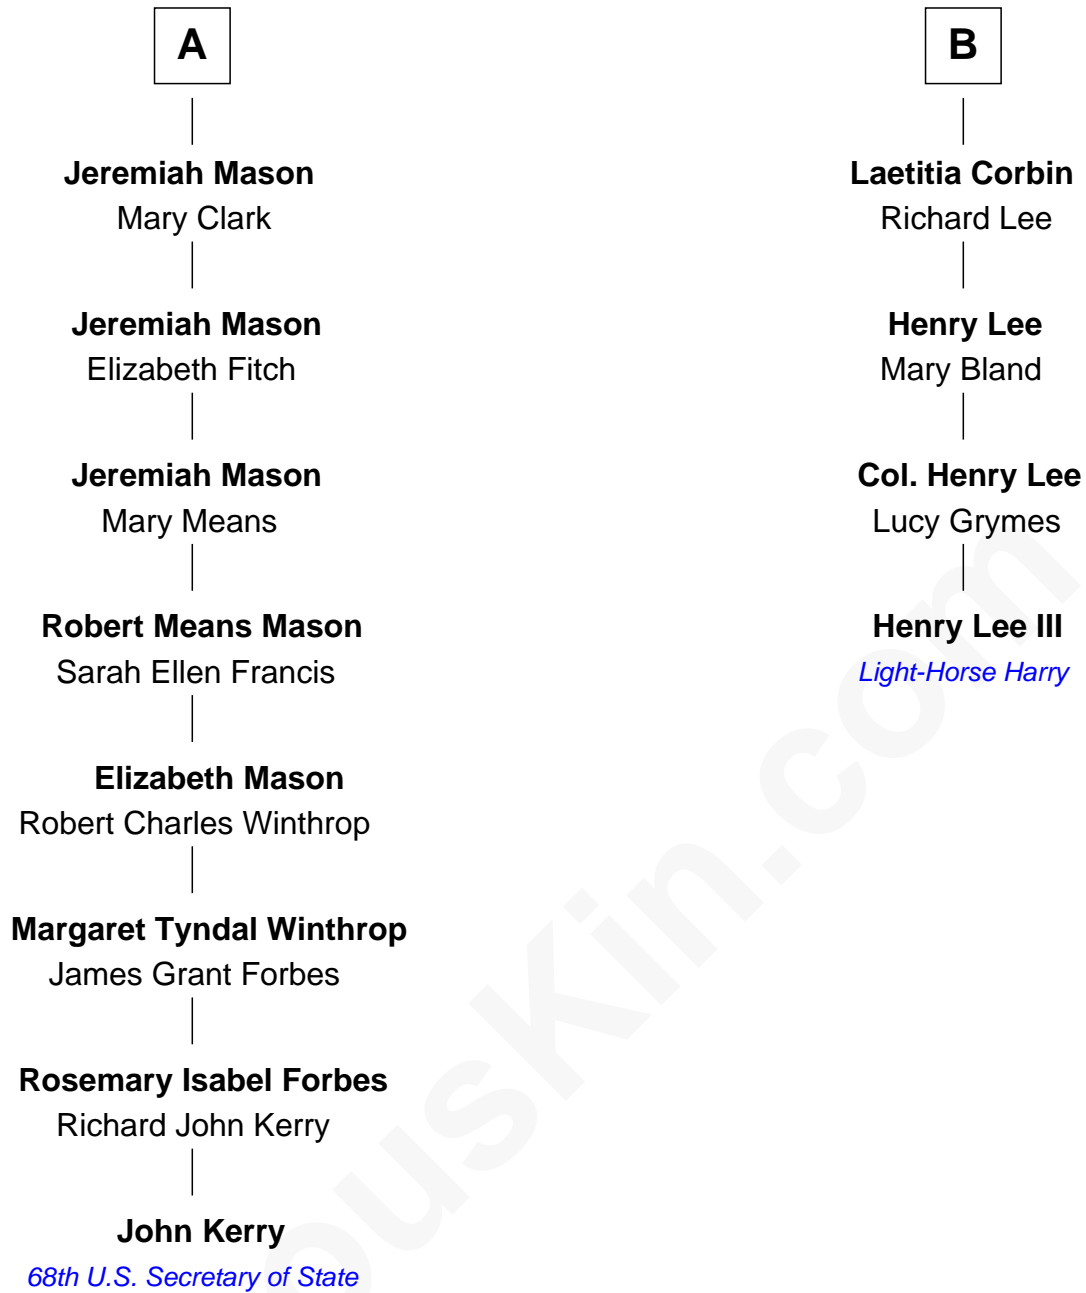 A
Jeremiah Mason
Mary Clark
Jeremiah Mason
Elizabeth Fitch
Jeremiah Mason
Mary Means
Robert Means Mason
Sarah Ellen Francis
Elizabeth Mason
Robert Charles Winthrop
Margaret Tyndal Winthrop
James Grant Forbes
Rosemary Isabel Forbes
Richard John Kerry
John Kerry
68th U.S. Secretary of State
B
Laetitia Corbin
Richard Lee
Henry Lee
Mary Bland
Col. Henry Lee
Lucy Grymes
Henry Lee III
Light-Horse Harry
ousKin.com